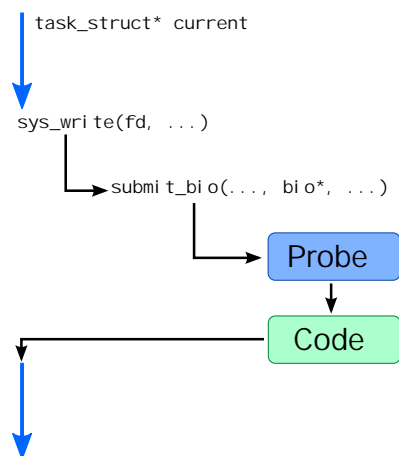 task_struct* current
sys_write(fd, ...)
submit_bio(..., bio*, ...)
Probe
Code